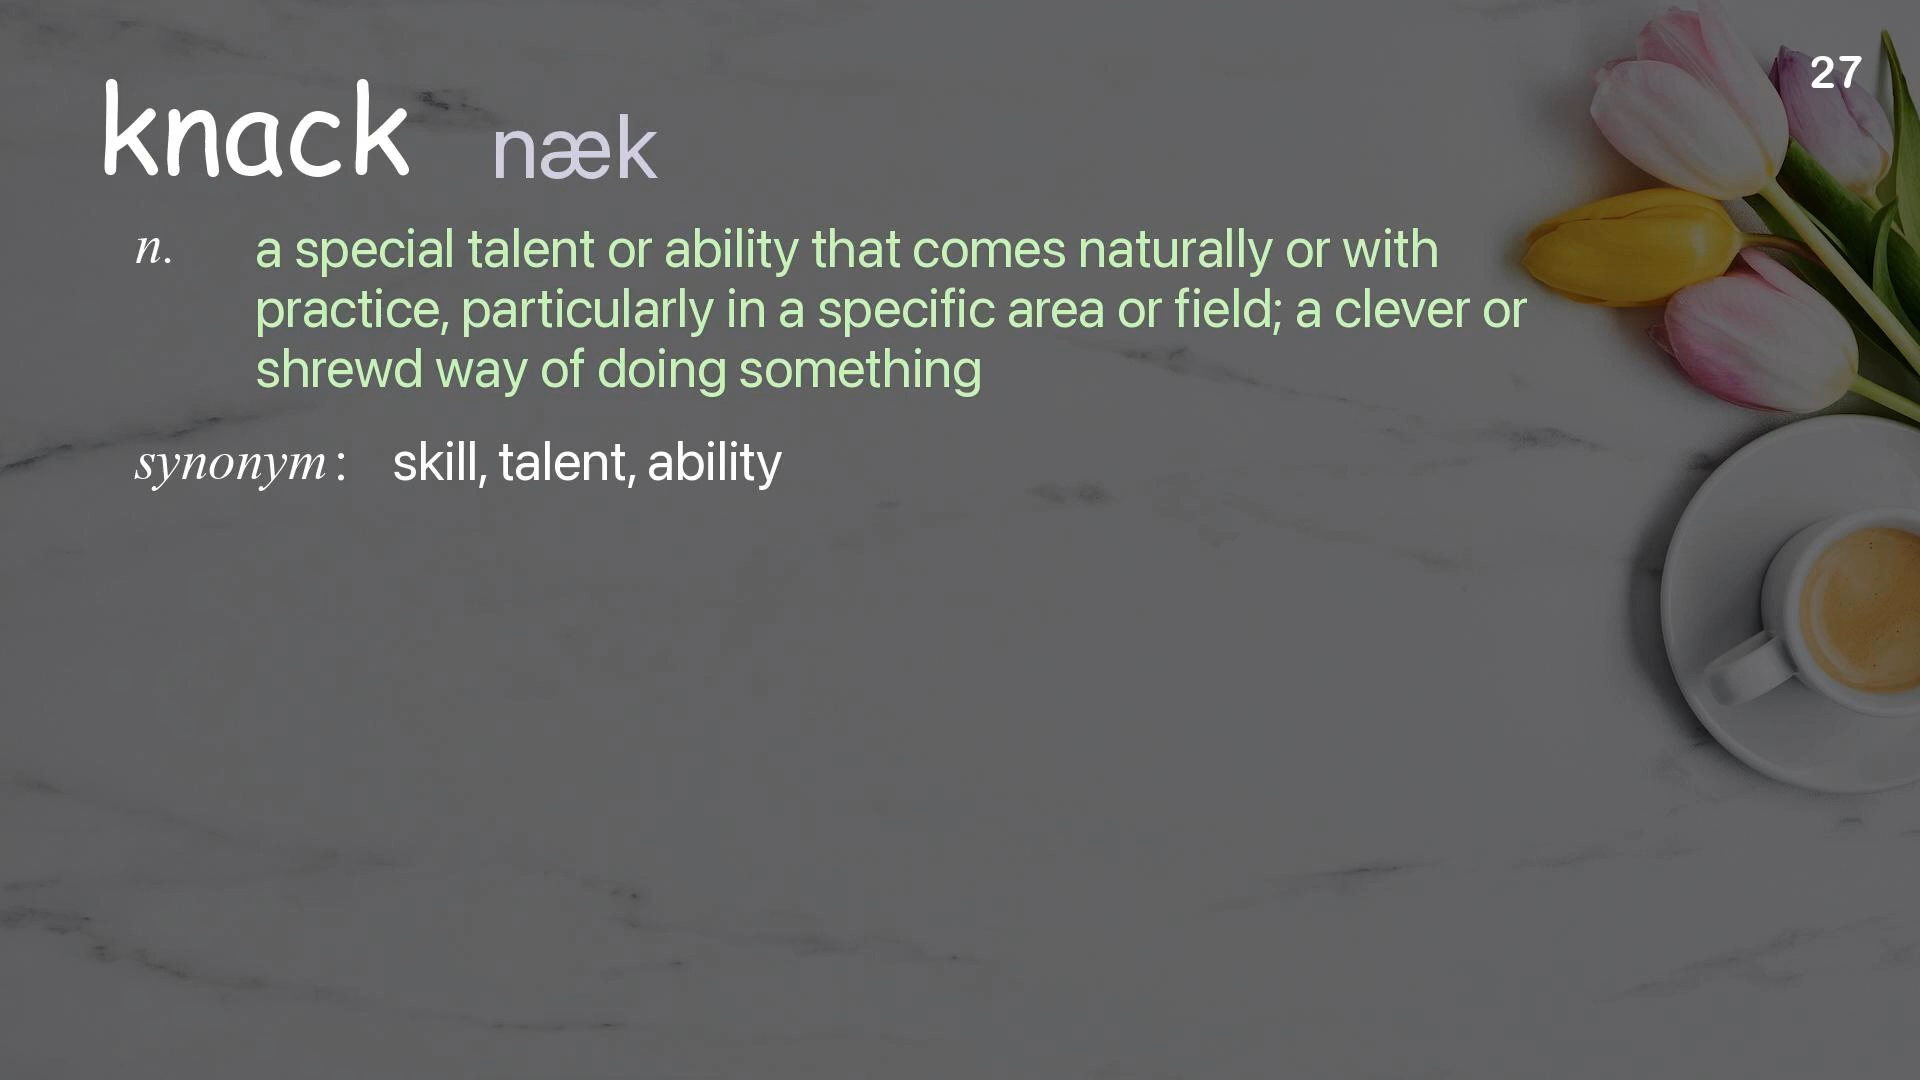 27
knack næk
n. a special talent or ability that comes naturally or with
practice, particularly in a specific area or field; a clever or
shrewd way of doing something
synonym : skill, talent, ability